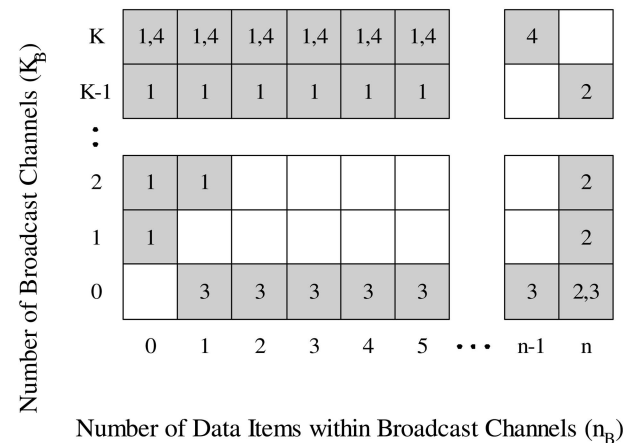 Number of Broadcast Channels (K_B)
K 1,4 1,4 1,4 1,4 1,4 1,4 4
K-1 1 1 1 1 1 1 2
⋮
2 1 1 2
1 1 2
0 3 3 3 3 3 3 2,3
0 1 2 3 4 5 ••• n-1 n
Number of Data Items within Broadcast Channels (n_B)